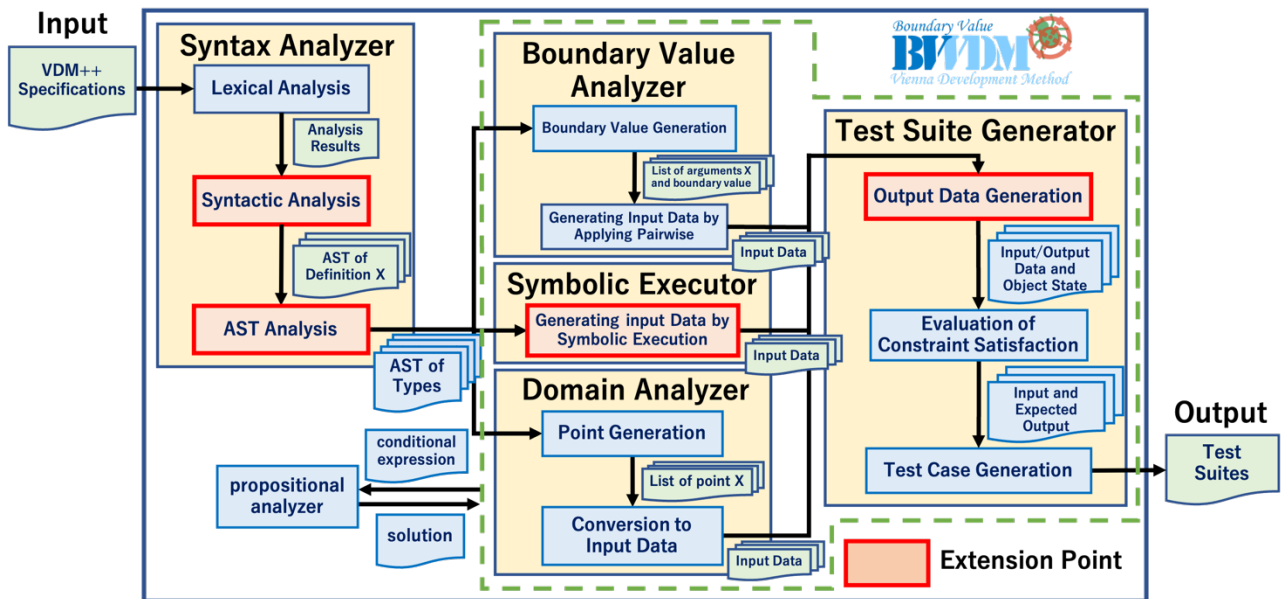 Input
VDM++
Specifications
Syntax Analyzer
Lexical Analysis
Analysis
Results
Syntactic Analysis
AST of
Definition X
AST Analysis
AST of
Types
Boundary Value
Analyzer
Boundary Value Generation
List of arguments X
and boundary value
Generating Input Data by
Applying Pairwise
Input Data
Symbolic Executor
Generating input Data by
Symbolic Execution
Input Data
Domain Analyzer
Point Generation
List of point X
Conversion to
Input Data
Input Data
conditional
expression
propositional
analyzer
solution
Boundary Value
BWDM
Vienna Development Method
Test Suite Generator
Output Data Generation
Input/Output
Data and
Object State
Evaluation of
Constraint Satisfaction
Input and
Expected
Output
Test Case Generation
Output
Test
Suites
Extension Point